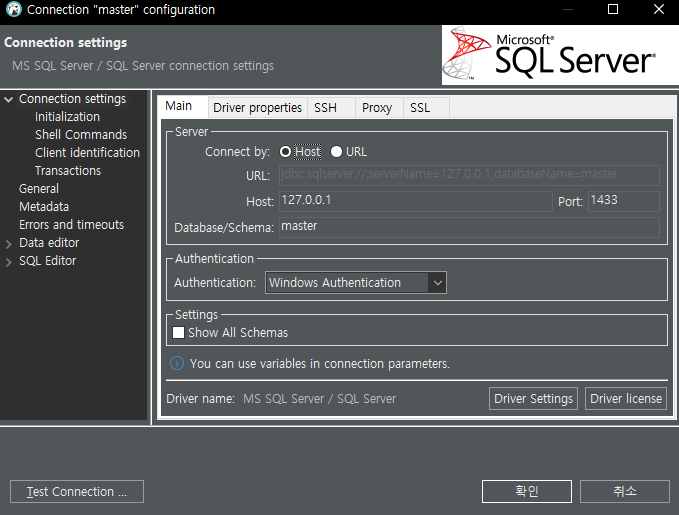 Connection "master" configuration
Connection settings
MS SQL Server / SQL Server connection settings
Microsoft®
SQL Server®
Connection settings
Initialization
Shell Commands
Client identification
Transactions
General
Metadata
Errors and timeouts
Data editor
SQL Editor
Main Driver properties SSH Proxy SSL
Server
Connect by: Host URL
URL: jdbc:sqlserver://;serverName=127.0.0.1;databaseName=master
Host: 127.0.0.1 Port: 1433
Database/Schema: master
Authentication
Authentication: Windows Authentication
Settings
Show All Schemas
You can use variables in connection parameters.
Driver name: MS SQL Server / SQL Server Driver Settings Driver license
Test Connection ... 확인 취소